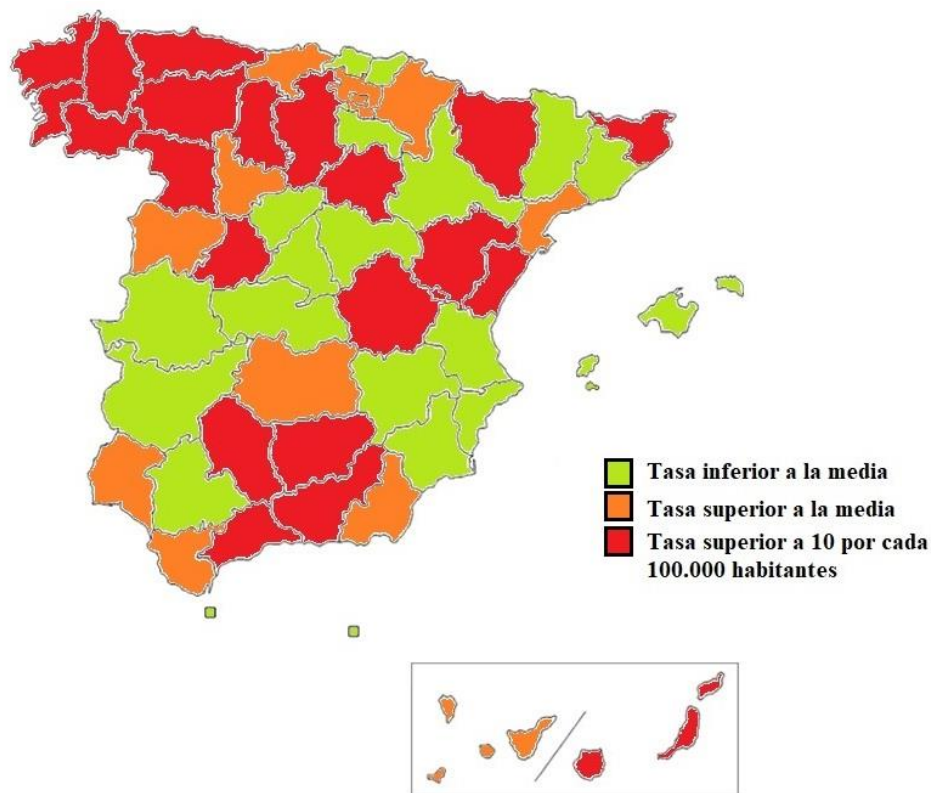 Tasa inferior a la media
Tasa superior a la media
Tasa superior a 10 por cada
100.000 habitantes